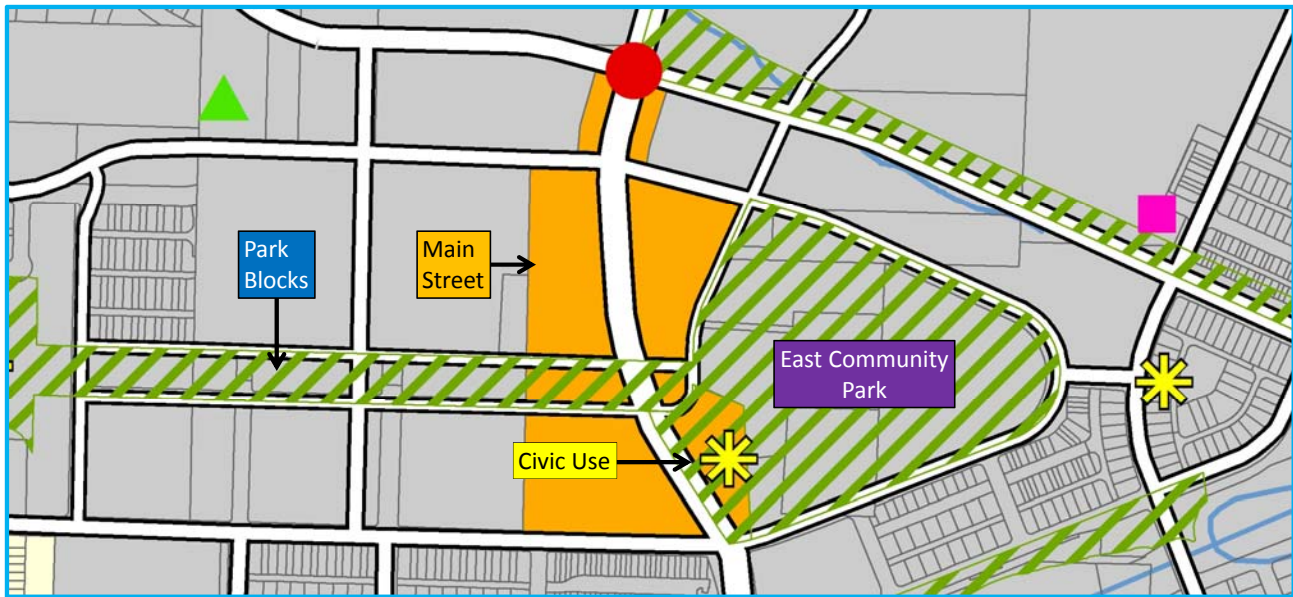 Park
Blocks
Main
Street
East Community
Park
Civic Use